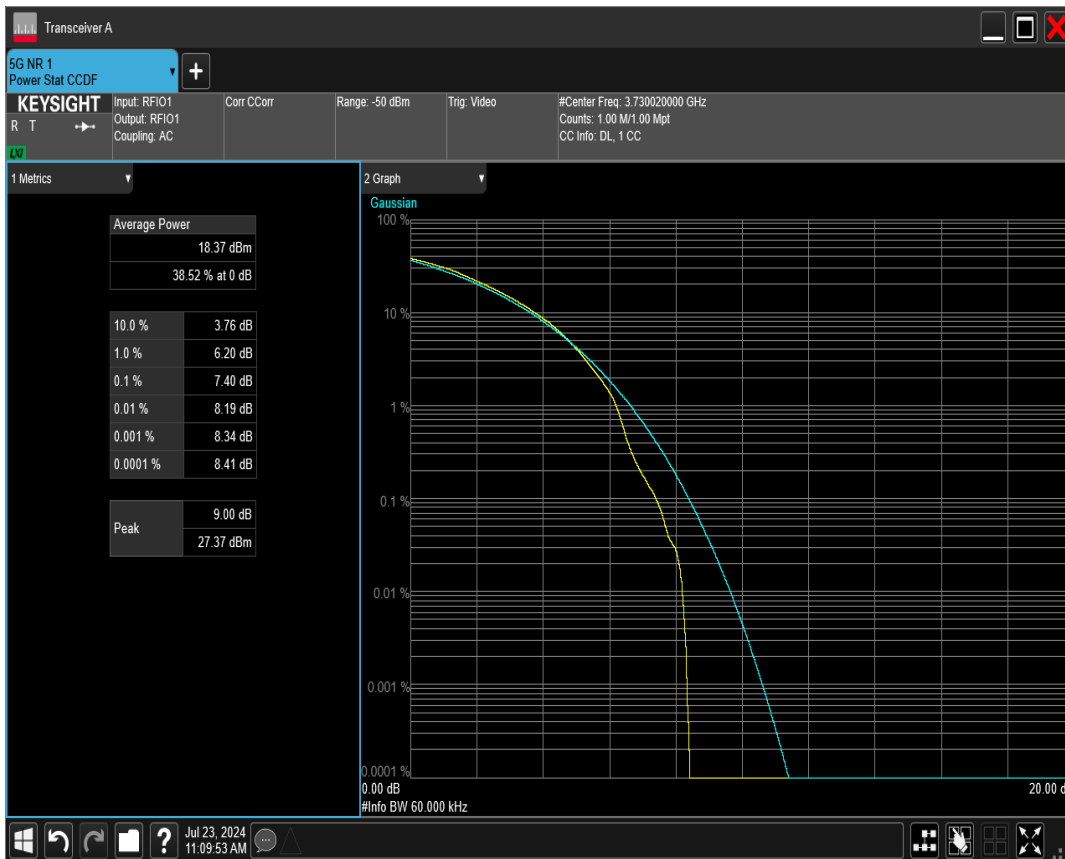 Transceiver A
5G NR 1
Power Stat CCDF
KEYSIGHT
R T
LXI
Input: RFIO1
Output: RFIO1
Coupling: AC
Corr CCorr
Range: -50 dBm
Trig: Video
#Center Freq: 3.730020000 GHz
Counts: 1.00 M/1.00 Mpt
CC Info: DL, 1 CC
1 Metrics
Average Power
18.37 dBm
38.52 % at 0 dB
10.0 % 3.76 dB
1.0 % 6.20 dB
0.1 % 7.40 dB
0.01 % 8.19 dB
0.001 % 8.34 dB
0.0001 % 8.41 dB
Peak
9.00 dB
27.37 dBm
2 Graph
Gaussian
100 %
10 %
1 %
0.1 %
0.01 %
0.001 %
0.0001 %
0.00 dB
20.00 d
#Info BW 60.000 kHz
Jul 23, 2024
11:09:53 AM